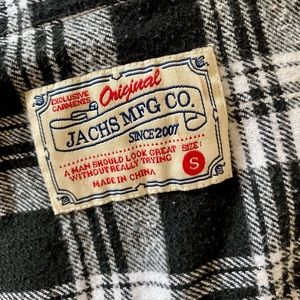 EXCLUSIVE
GARMENTS
Original
JACHS MFG CO.
SINCE 2007
A MAN SHOULD LOOK GREAT
WITHOUT REALLY TRYING
SIZE:
S
MADE IN CHINA